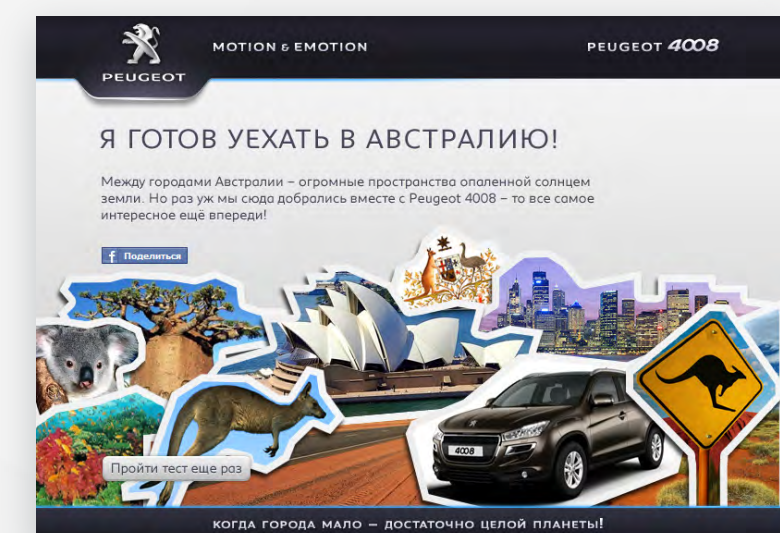 PEUGEOT
MOTION & EMOTION
PEUGEOT 4008
Я ГОТОВ УЕХАТЬ В АВСТРАЛИЮ!
Между городами Австралии – огромные пространства опаленной солнцем
земли. Но раз уж мы сюда добрались вместе с Peugeot 4008 – то все самое
интересное ещё впереди!
f Поделиться
4008
Пройти тест еще раз
КОГДА ГОРОДА МАЛО – ДОСТАТОЧНО ЦЕЛОЙ ПЛАНЕТЫ!